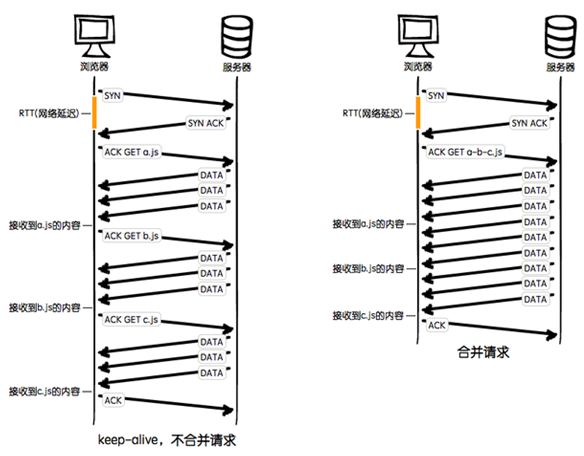 浏览器
服务器
SYN
RTT(网络延迟)
SYN ACK
ACK GET a.js
DATA
DATA
DATA
接收到a.js的内容
ACK GET b.js
DATA
DATA
DATA
接收到b.js的内容
ACK GET c.js
DATA
DATA
DATA
接收到c.js的内容
ACK
keep-alive，不合并请求
浏览器
服务器
SYN
RTT(网络延迟)
SYN ACK
ACK GET a-b-c.js
DATA
DATA
DATA
DATA
接收到a.js的内容
DATA
DATA
接收到b.js的内容
DATA
DATA
DATA
接收到c.js的内容
ACK
合并请求